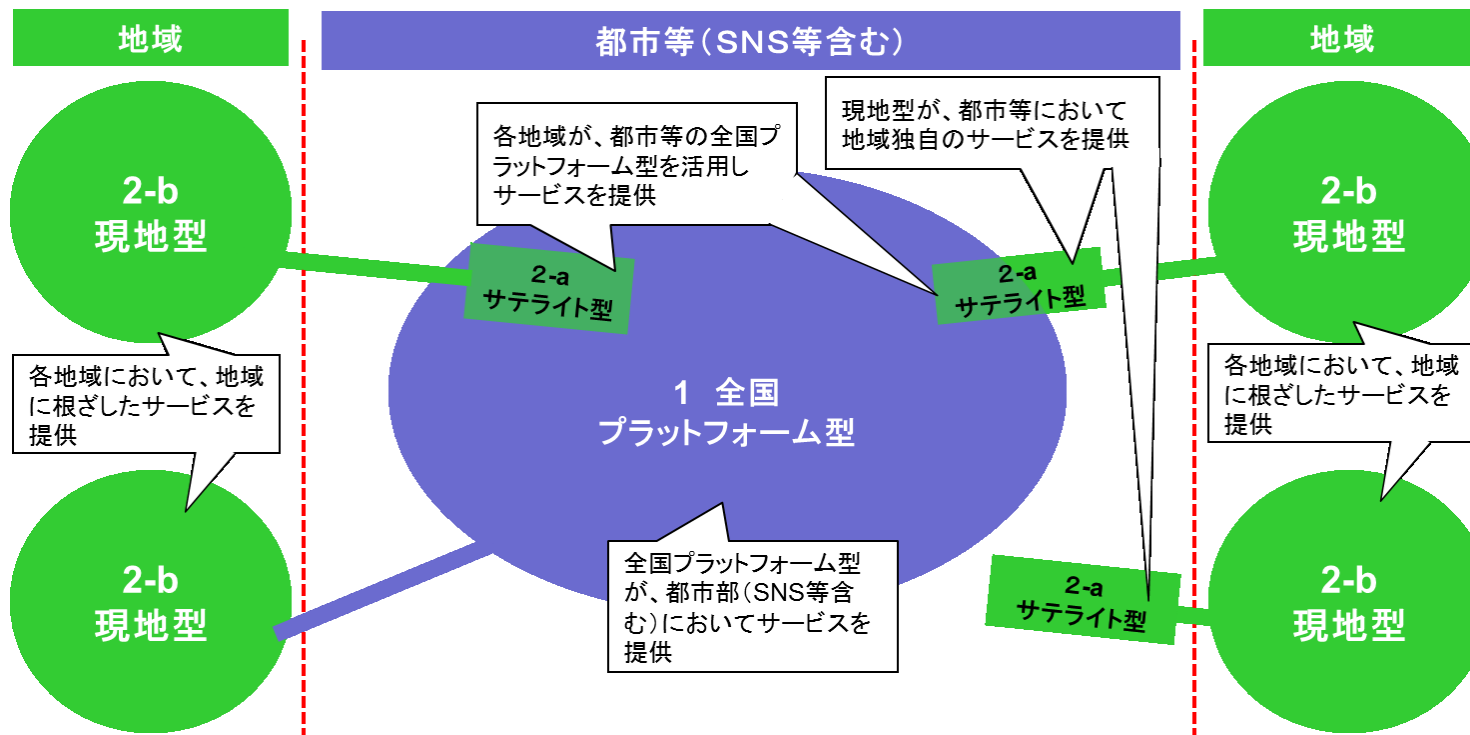 地域
都市等(SNS等含む)
地域
各地域が、都市等の全国プ
ラットフォーム型を活用し
サービスを提供
現地型が、都市等において
地域独自のサービスを提供
2-b
現地型
2-b
現地型
2-a
サテライト型
2-a
サテライト型
各地域において、地域
に根ざしたサービスを
提供
1 全国
プラットフォーム型
各地域において、地域
に根ざしたサービスを
提供
2-b
現地型
全国プラットフォーム型
が、都市部(SNS等含
む)においてサービスを
提供
2-a
サテライト型
2-b
現地型